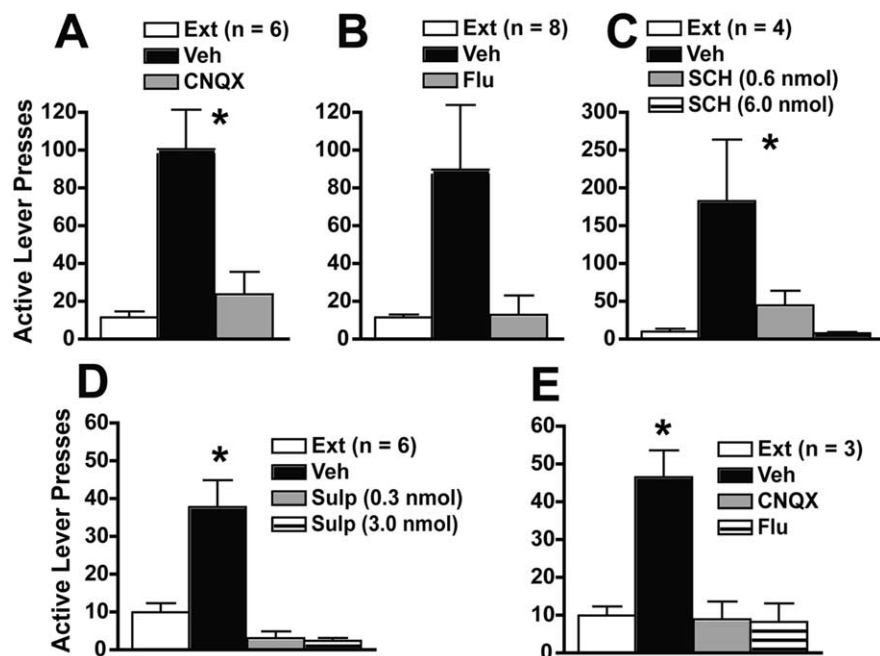 A
Ext (n = 6)
Veh
CNQX
Active Lever Presses
120
100
80
60
40
20
0
*
B
Ext (n = 8)
Veh
Flu
120
100
80
60
40
20
0
C
Ext (n = 4)
Veh
SCH (0.6 nmol)
SCH (6.0 nmol)
300
250
200
150
100
50
0
*
D
Ext (n = 6)
Veh
Sulp (0.3 nmol)
Sulp (3.0 nmol)
Active Lever Presses
60
50
40
30
20
10
0
*
E
Ext (n = 3)
Veh
CNQX
Flu
60
50
40
30
20
10
0
*